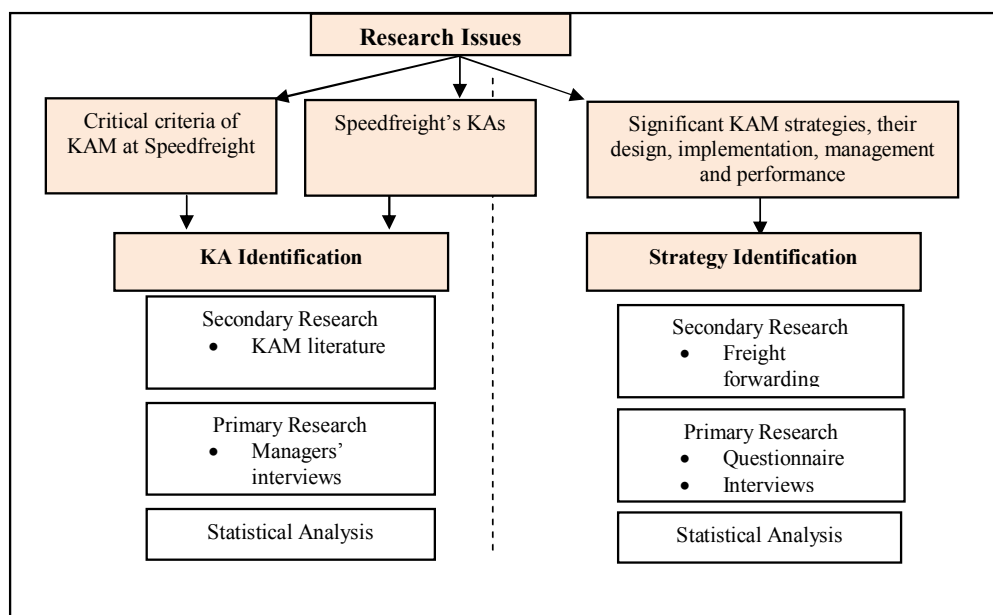 Research Issues
Critical criteria of
KAM at Speedfreight
Speedfreight’s KAs
Significant KAM strategies, their
design, implementation, management
and performance
KA Identification
Secondary Research
• KAM literature
Primary Research
• Managers’
interviews
Statistical Analysis
Strategy Identification
Secondary Research
• Freight
forwarding
Primary Research
• Questionnaire
• Interviews
Statistical Analysis